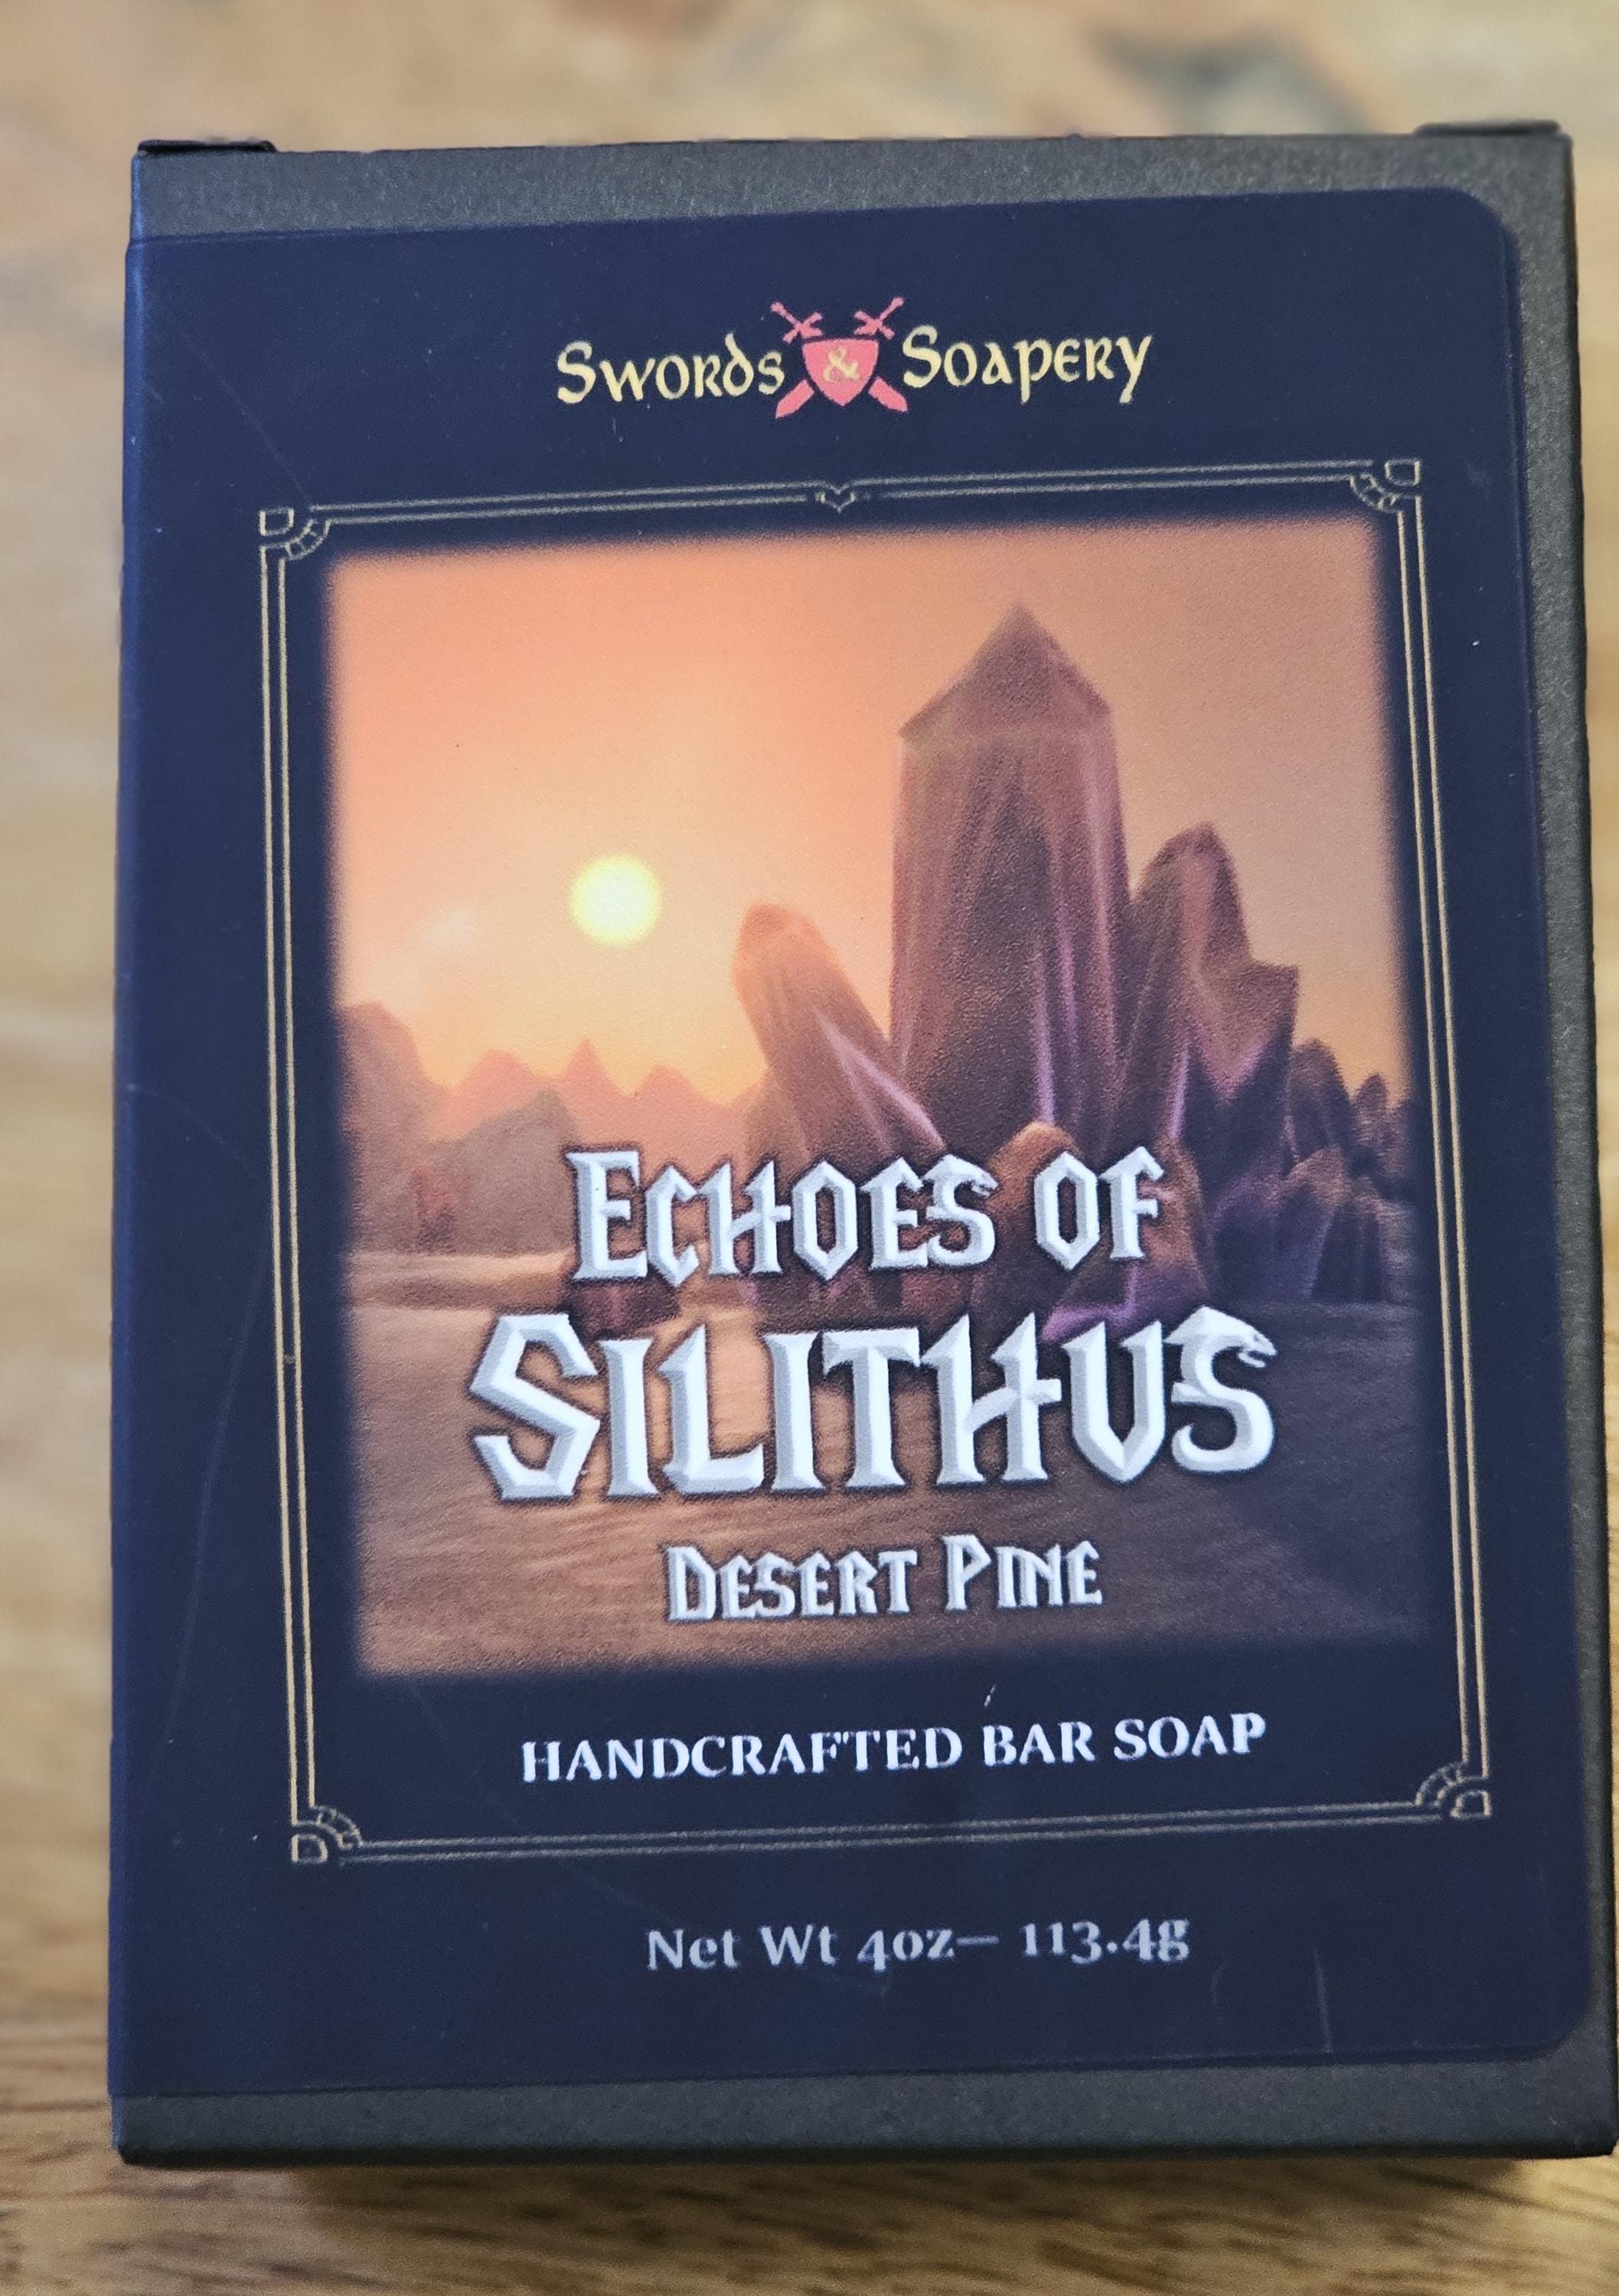 Swords & Soapery
ECHOES OF
SILITHUS
DESERT PINE
HANDCRAFTED BAR SOAP
Net Wt 4oz— 113.4g